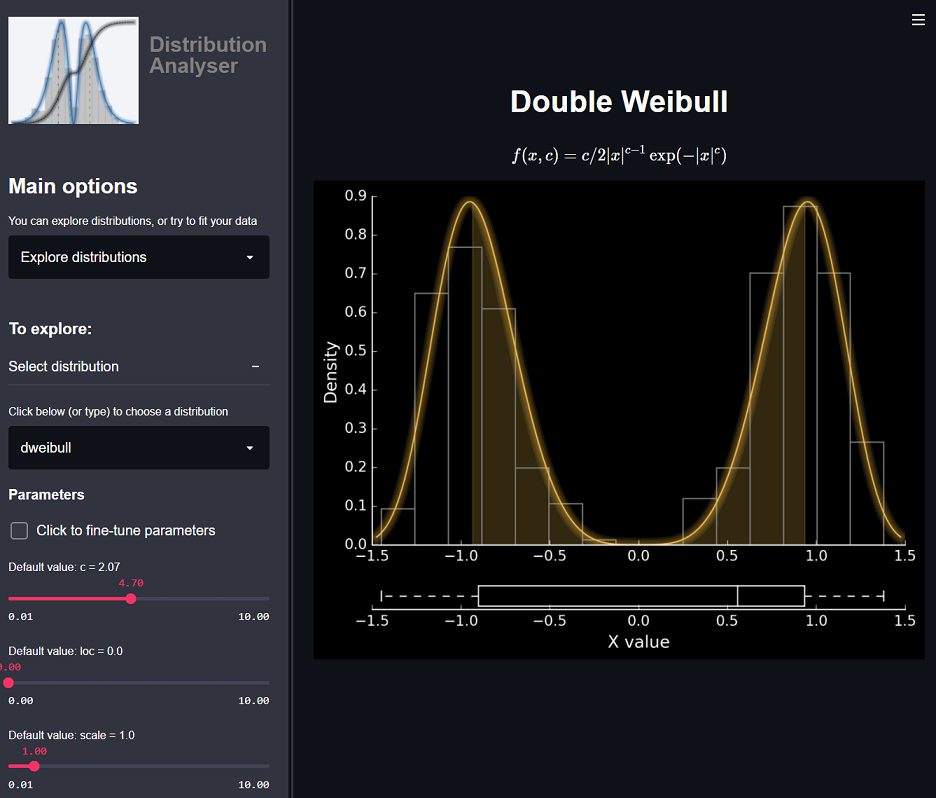 Distribution
Analyser
Main options
You can explore distributions, or try to fit your data
Explore distributions
To explore:
Select distribution
Click below (or type) to choose a distribution
dweibull
Parameters
Click to fine-tune parameters
Default value: c = 2.07
4.70
0.01 10.00
Default value: loc = 0.0
0.00
0.00 10.00
Default value: scale = 1.0
1.00
0.01 10.00
Double Weibull
f(x, c) = c/2|x|^{c−1} exp(−|x|^c)
Density
0.9
0.8
0.7
0.6
0.5
0.4
0.3
0.2
0.1
0.0
−1.5 −1.0 −0.5 0.0 0.5 1.0 1.5
−1.5 −1.0 −0.5 0.0 0.5 1.0 1.5
X value